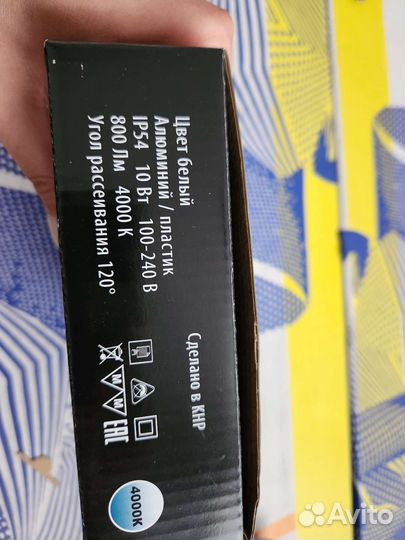 Цвет белый
Алюминий / пластик
IP54 10 Вт 100-240 В
800 Лм 4000 К
Угол рассеивания 120°
Сделано в КНР
М М
EAC
4000K
Avito